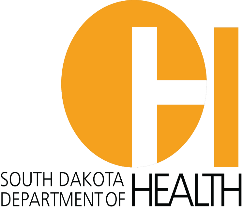 SOUTH DAKOTA
DEPARTMENT OF HEALTH